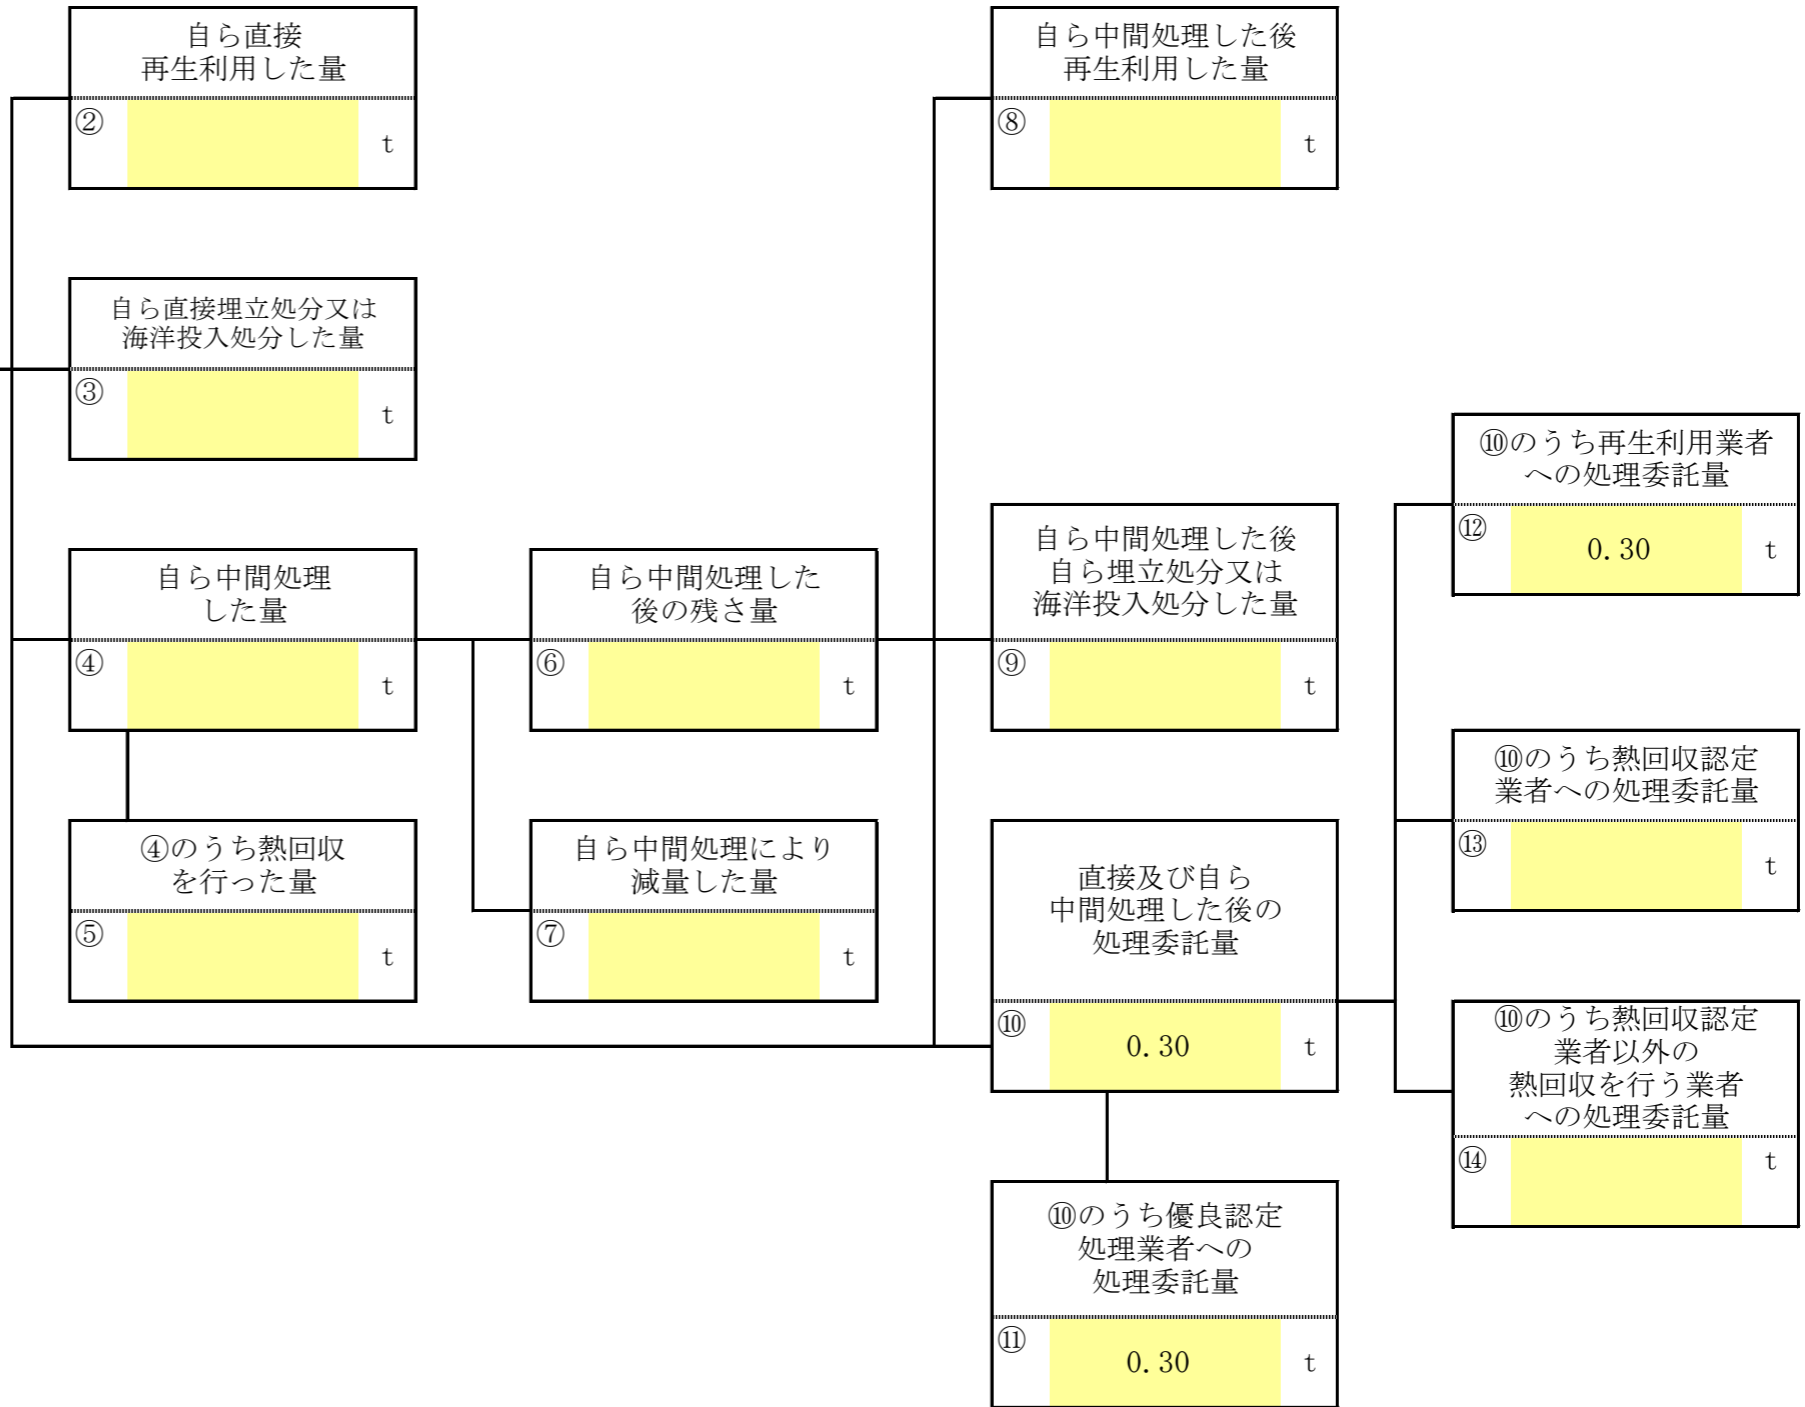 自ら直接
再生利用した量
②
t
自ら中間処理した後
再生利用した量
⑧
t
自ら直接埋立処分又は
海洋投入処分した量
③
t
⑩のうち再生利用業者
への処理委託量
⑫
0.30
t
自ら中間処理
した量
④
t
自ら中間処理した
後の残さ量
⑥
t
自ら中間処理した後
自ら埋立処分又は
海洋投入処分した量
⑨
t
⑩のうち熱回収認定
業者への処理委託量
⑬
t
④のうち熱回収
を行った量
⑤
t
自ら中間処理により
減量した量
⑦
t
直接及び自ら
中間処理した後の
処理委託量
⑩
0.30
t
⑩のうち熱回収認定
業者以外の
熱回収を行う業者
への処理委託量
⑭
t
⑩のうち優良認定
処理業者への
処理委託量
⑪
0.30
t